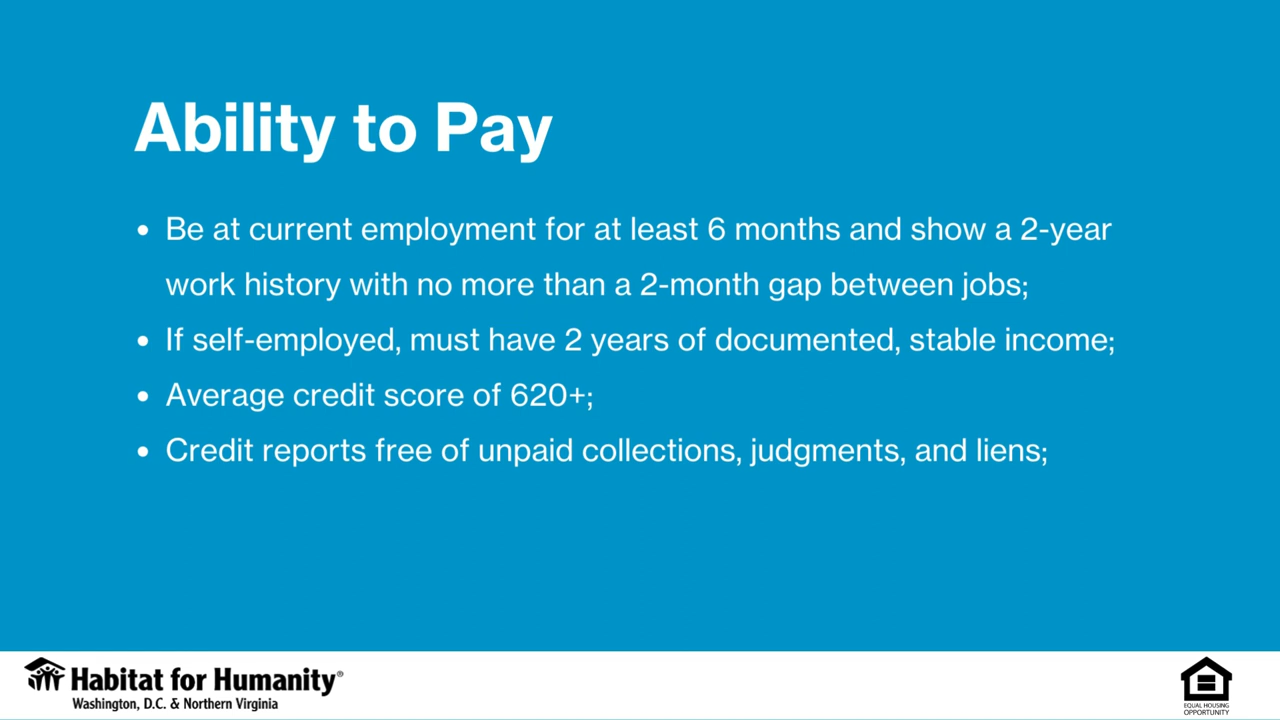 Ability to Pay
• Be at current employment for at least 6 months and show a 2-year
work history with no more than a 2-month gap between jobs;
• If self-employed, must have 2 years of documented, stable income;
• Average credit score of 620+;
• Credit reports free of unpaid collections, judgments, and liens;
Habitat for Humanity®
Washington, D.C. & Northern Virginia
EQUAL HOUSING
OPPORTUNITY